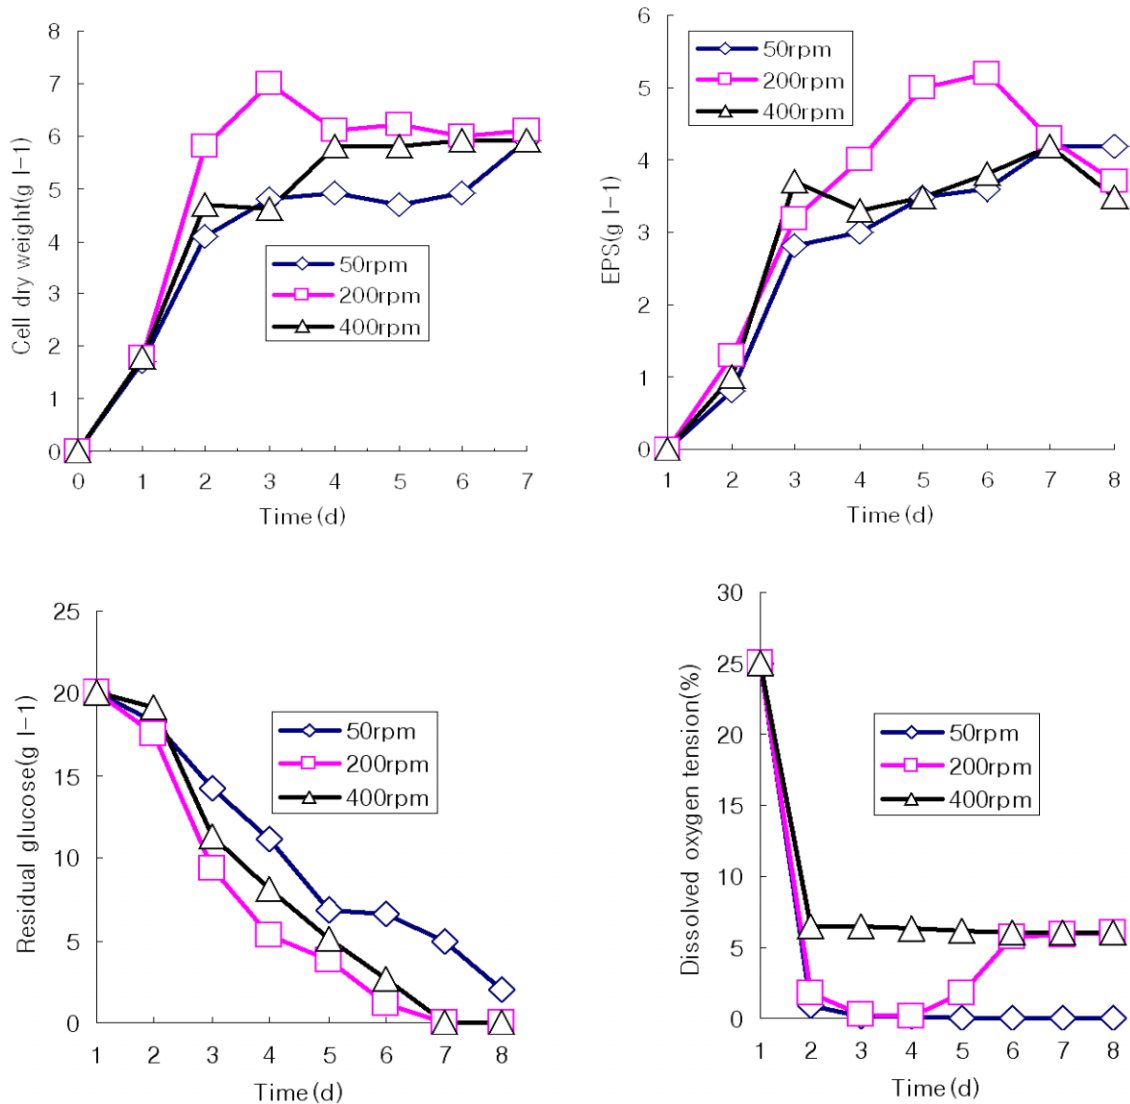 8
7
6
5
4
3
2
1
0
Cell dry weight(g l-1)
50rpm
200rpm
400rpm
0 1 2 3 4 5 6 7
Time(d)
6
5
4
3
2
1
0
EPS(g l-1)
50rpm
200rpm
400rpm
1 2 3 4 5 6 7 8
Time(d)
25
20
15
10
5
0
Residual glucose(g l-1)
50rpm
200rpm
400rpm
1 2 3 4 5 6 7 8
Time(d)
30
25
20
15
10
5
0
Dissolved oxygen tension(%)
50rpm
200rpm
400rpm
1 2 3 4 5 6 7 8
Time(d)